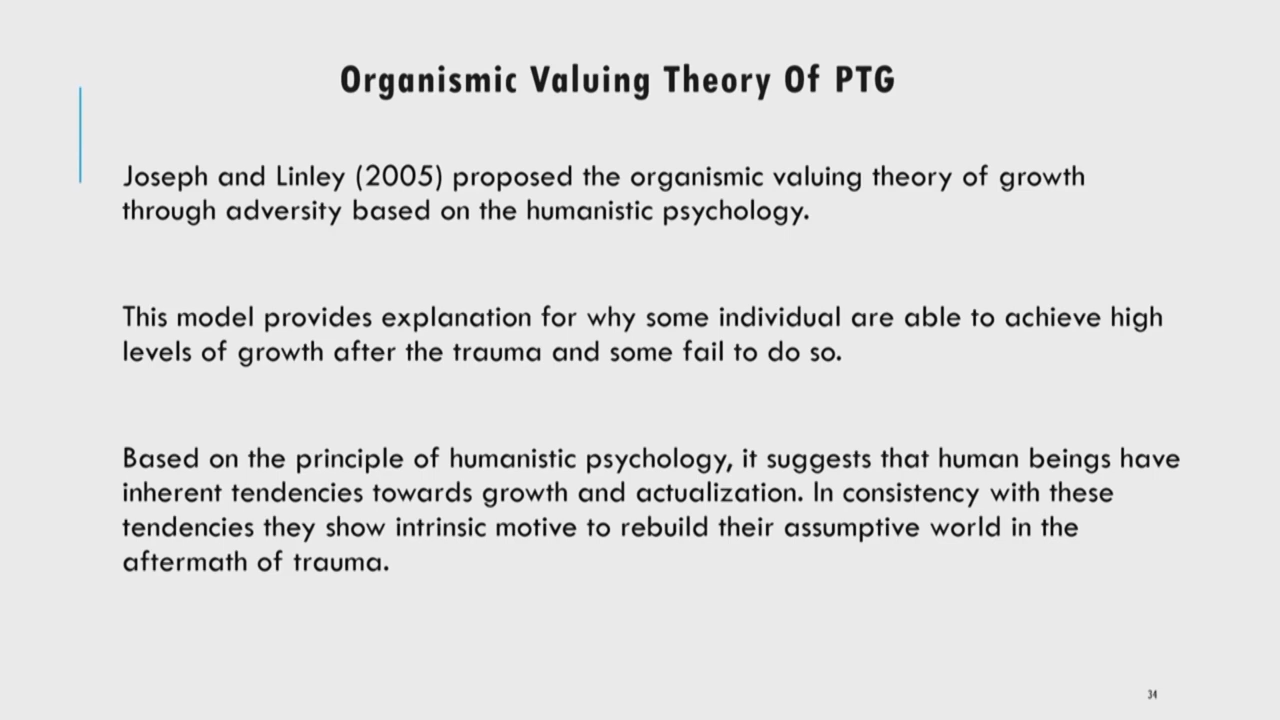 Organismic Valuing Theory Of PTG
Joseph and Linley (2005) proposed the organismic valuing theory of growth
through adversity based on the humanistic psychology.
This model provides explanation for why some individual are able to achieve high
levels of growth after the trauma and some fail to do so.
Based on the principle of humanistic psychology, it suggests that human beings have
inherent tendencies towards growth and actualization. In consistency with these
tendencies they show intrinsic motive to rebuild their assumptive world in the
aftermath of trauma.
34